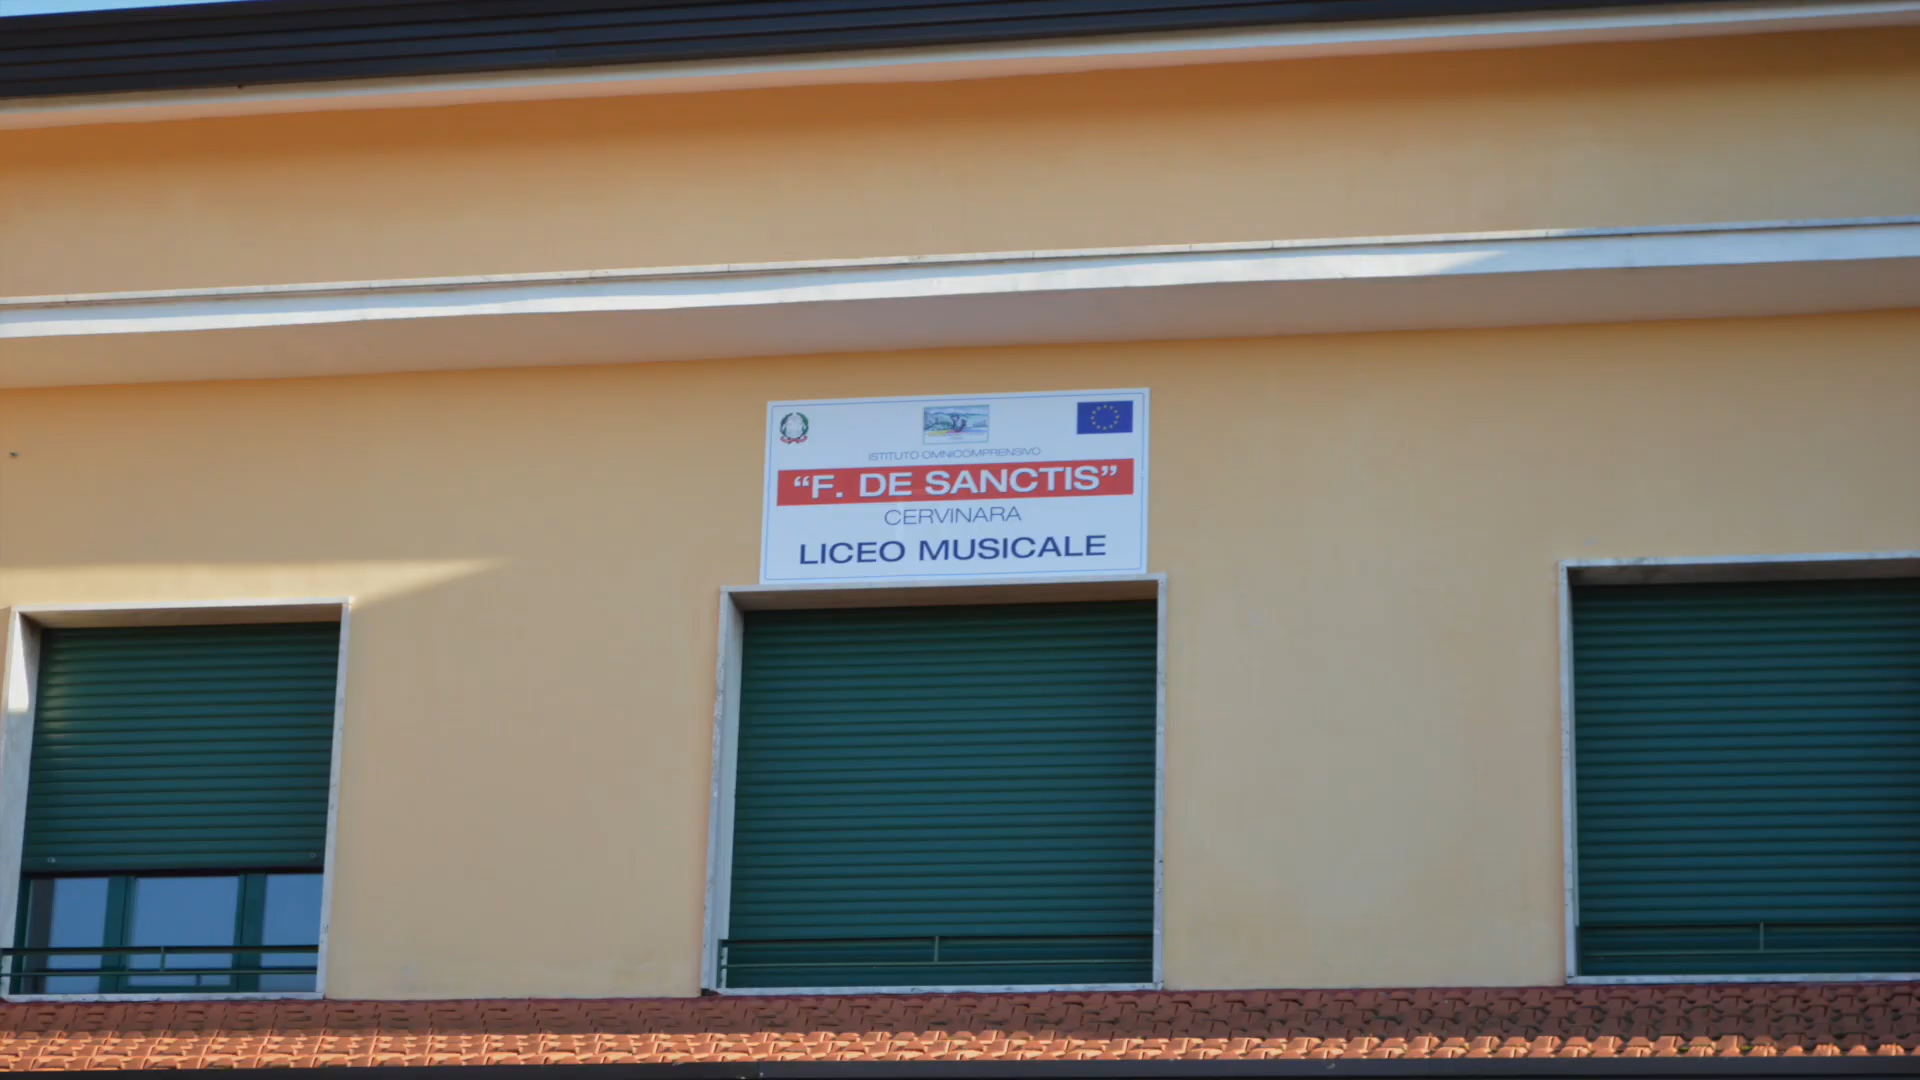 ISTITUTO OMNICOMPRENSIVO
“F. DE SANCTIS”
CERVINARA
LICEO MUSICALE